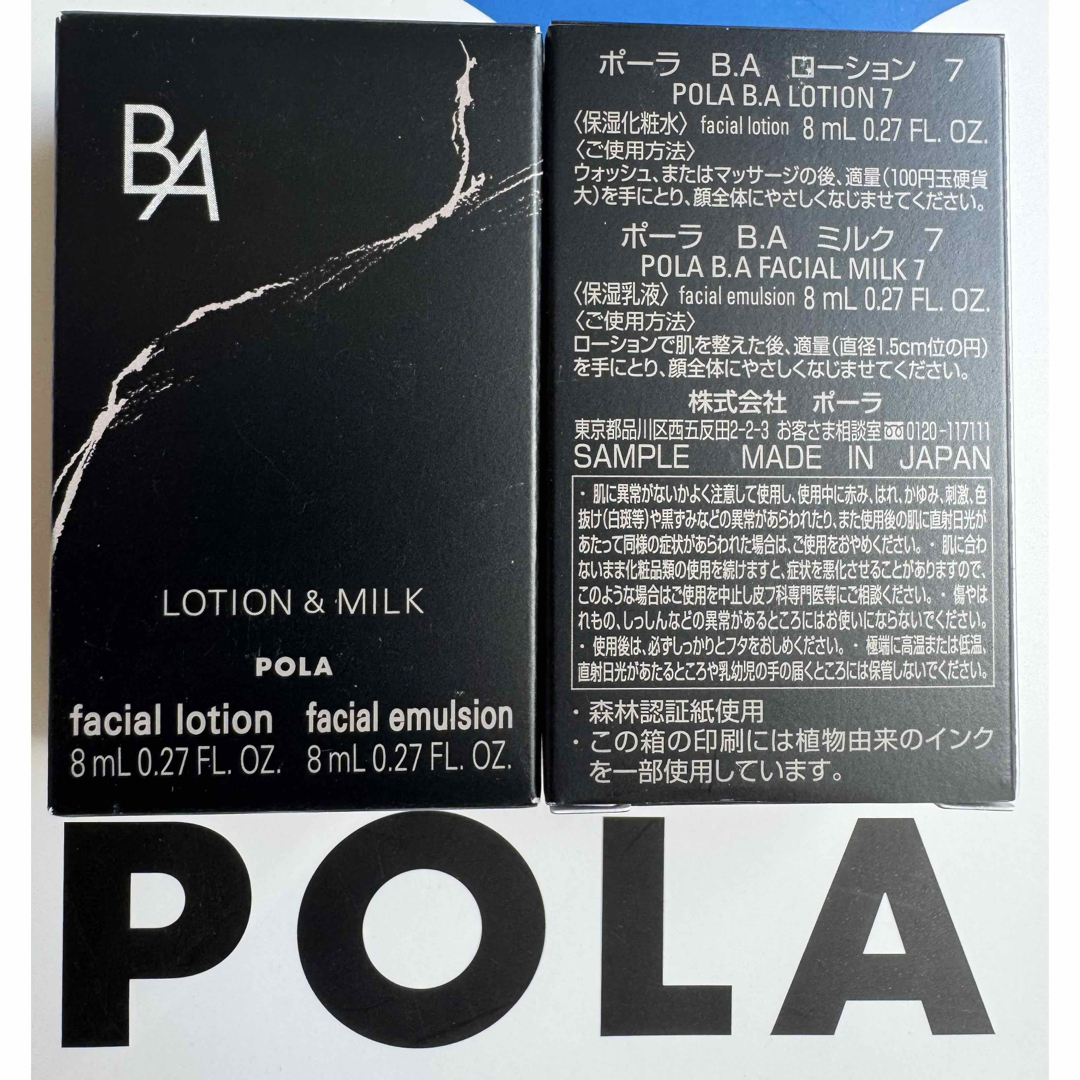 BA
LOTION & MILK
POLA
facial lotion facial emulsion
8 mL 0.27 FL. OZ. 8 mL 0.27 FL. OZ.
ポーラ B.A ローション 7
POLA B.A LOTION 7
〈保湿化粧水〉 facial lotion 8 mL 0.27 FL. OZ.
〈ご使用方法〉
ウォッシュ、またはマッサージの後、適量(100円玉硬貨
大)を手にとり、顔全体にやさしくなじませてください。
ポーラ B.A ミルク 7
POLA B.A FACIAL MILK 7
〈保湿乳液〉 facial emulsion 8 mL 0.27 FL. OZ.
〈ご使用方法〉
ローションで肌を整えた後、適量(直径1.5cm位の円)
を手にとり、顔全体にやさしくなじませてください。
株式会社 ポーラ
東京都品川区西五反田2-2-3 お客さま相談室 0120-117111
SAMPLE MADE IN JAPAN
・肌に異常がないかよく注意して使用し、使用中に赤み、はれ、かゆみ、刺激、色
抜け(白斑等)や黒ずみなどの異常があらわれたり、また使用後の肌に直射日光が
あたって同様の症状があらわれた場合は、ご使用をおやめください。・肌に合わ
ないまま化粧品類の使用を続けますと、症状を悪化させることがありますので、
このような場合はご使用を中止し皮フ科専門医等にご相談ください。・傷やは
れもの、しっしんなどの異常があるところにはお使いにならないでください。
・使用後は、必ずしっかりとフタをおしめください。・極端に高温または低温、
直射日光があたるところや乳幼児の手の届くところには保管しないでください。
・森林認証紙使用
・この箱の印刷には植物由来のインク
を一部使用しています。
POLA